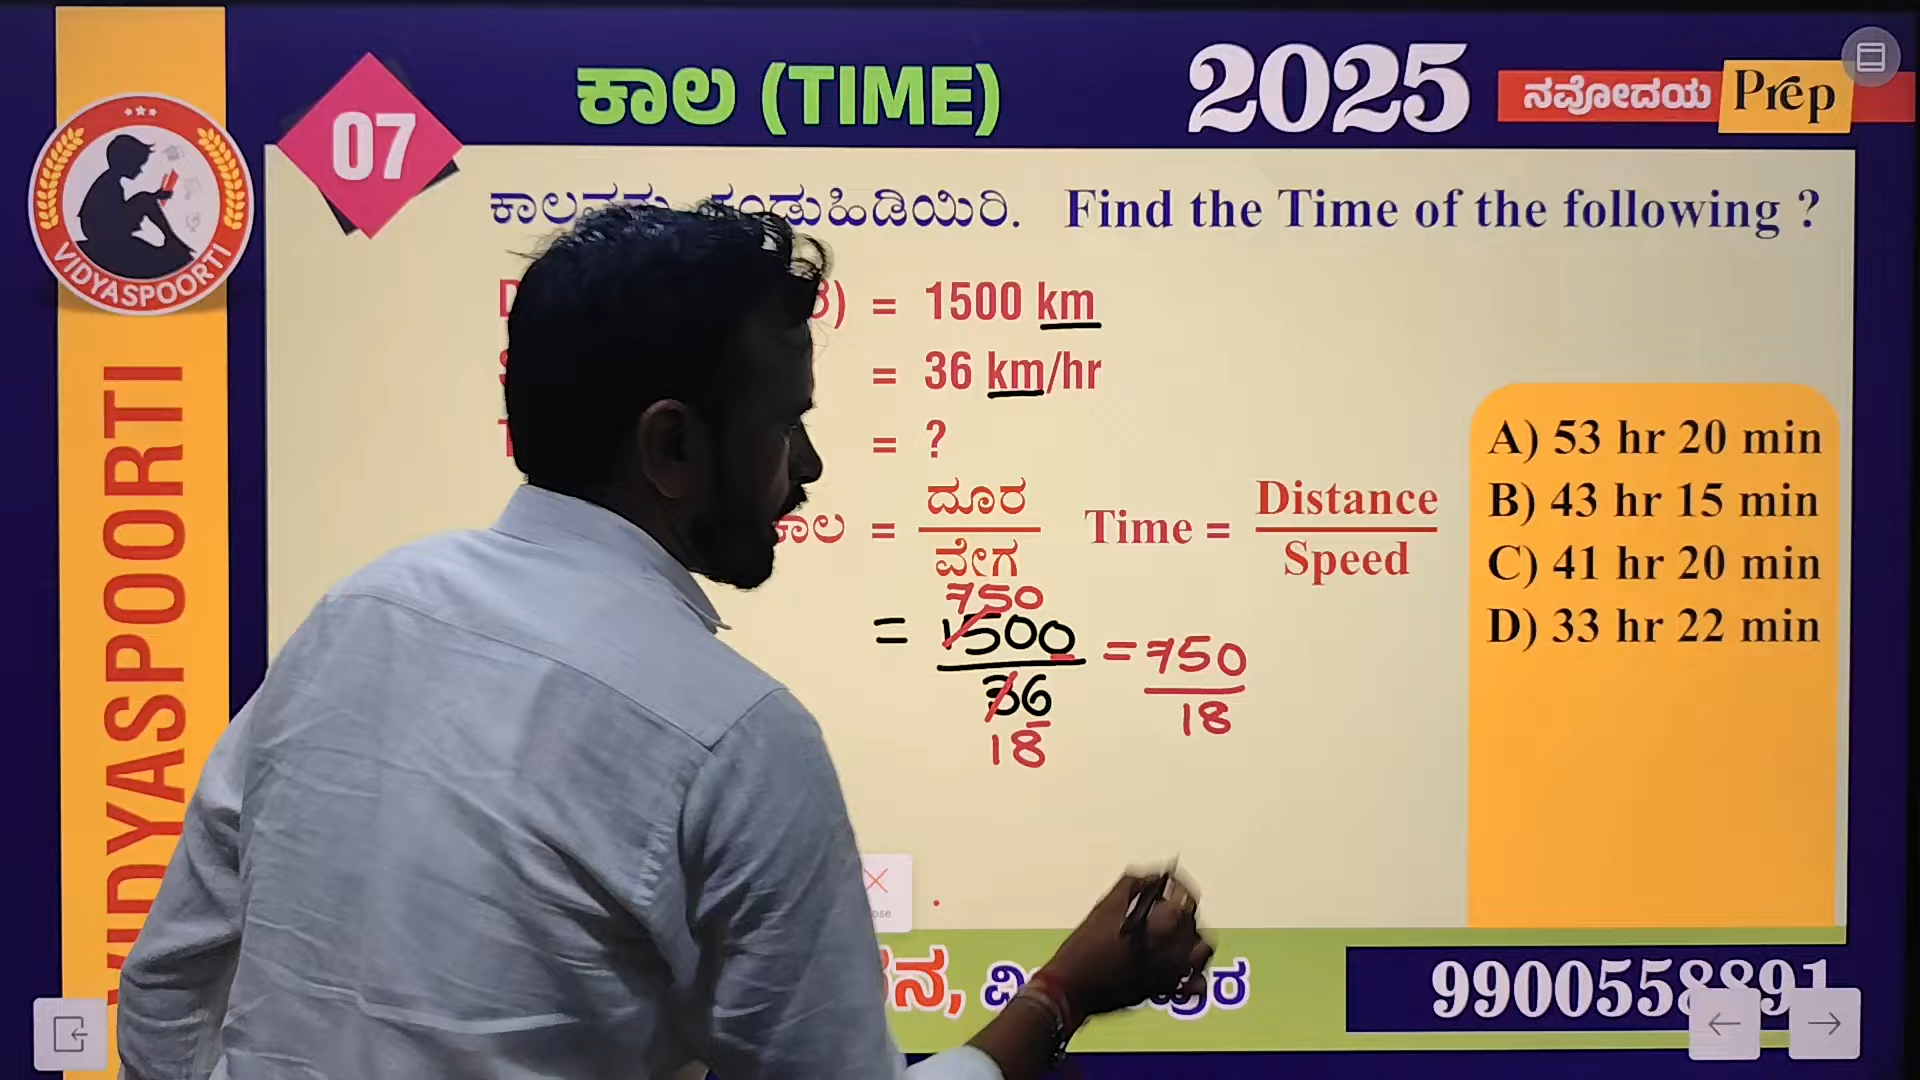 07
ಕಾಲ (TIME)
2025
ನವೋದಯ Prep
VIDYASPOORTI
VIDYASPOORTI
ಕಂಡುಹಿಡಿಯಿರಿ. Find the Time of the following ?
= 1500 km
= 36 km/hr
= ?
ಕಾಲ = ದೂರ / ವೇಗ Time = Distance / Speed
750
= 1500 / 36 = 750 / 18
18
A) 53 hr 20 min
B) 43 hr 15 min
C) 41 hr 20 min
D) 33 hr 22 min
9900558891